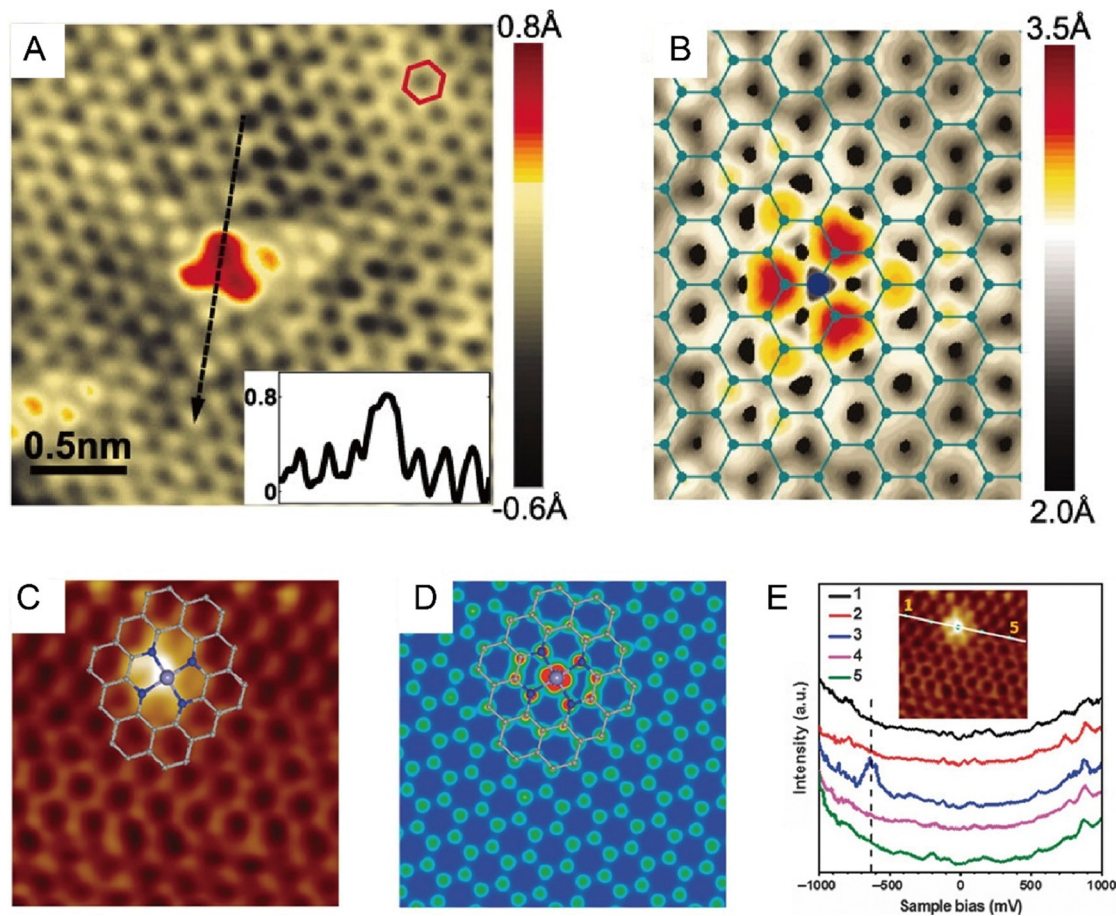 A
0.8Å
-0.6Å
0.5nm
0.8
0
B
3.5Å
2.0Å
C
D
E
1
2
3
4
5
1
5
Intensity (a.u.)
−1000
−500
0
500
1000
Sample bias (mV)